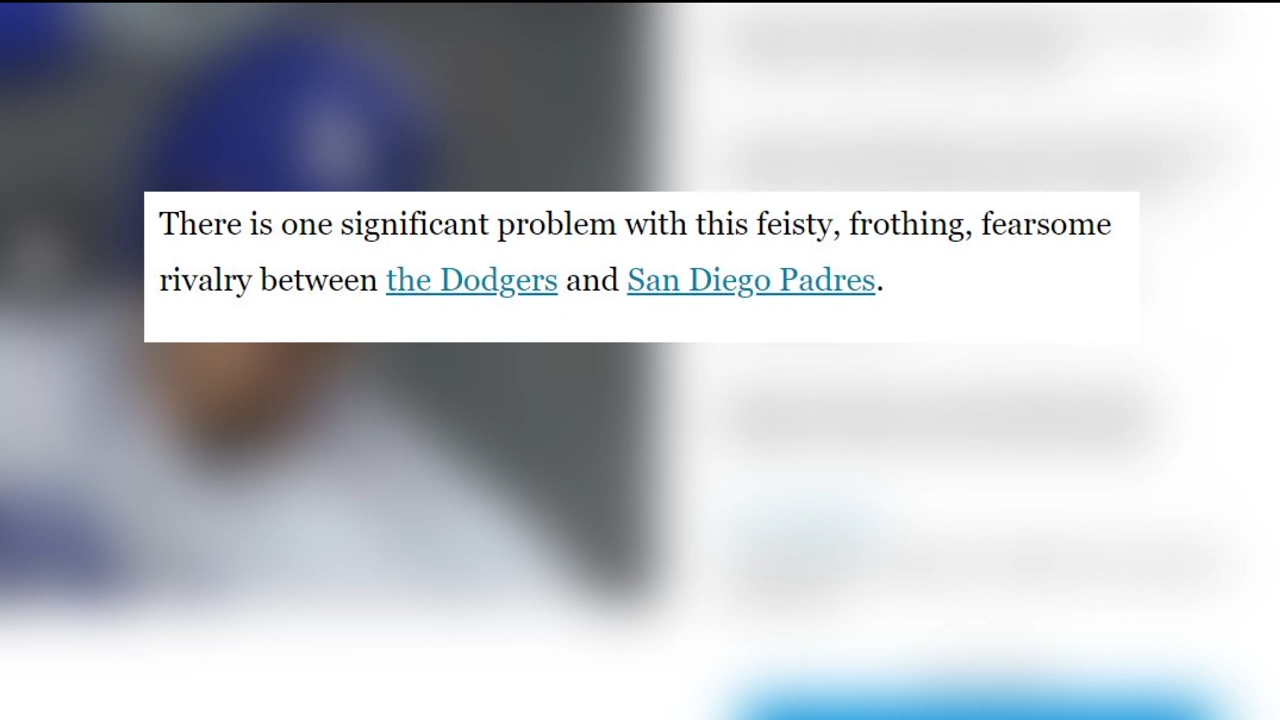 There is one significant problem with this feisty, frothing, fearsome
rivalry between the Dodgers and San Diego Padres.